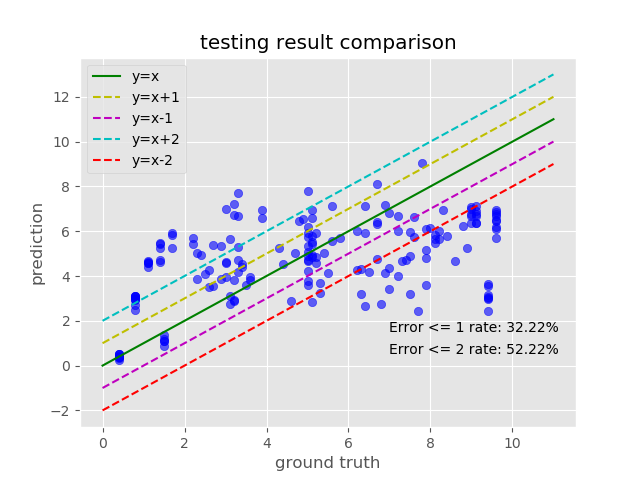 testing result comparison
y=x
y=x+1
y=x-1
y=x+2
y=x-2
12
10
8
6
4
2
0
−2
prediction
Error <= 1 rate: 32.22%
Error <= 2 rate: 52.22%
0 2 4 6 8 10
ground truth